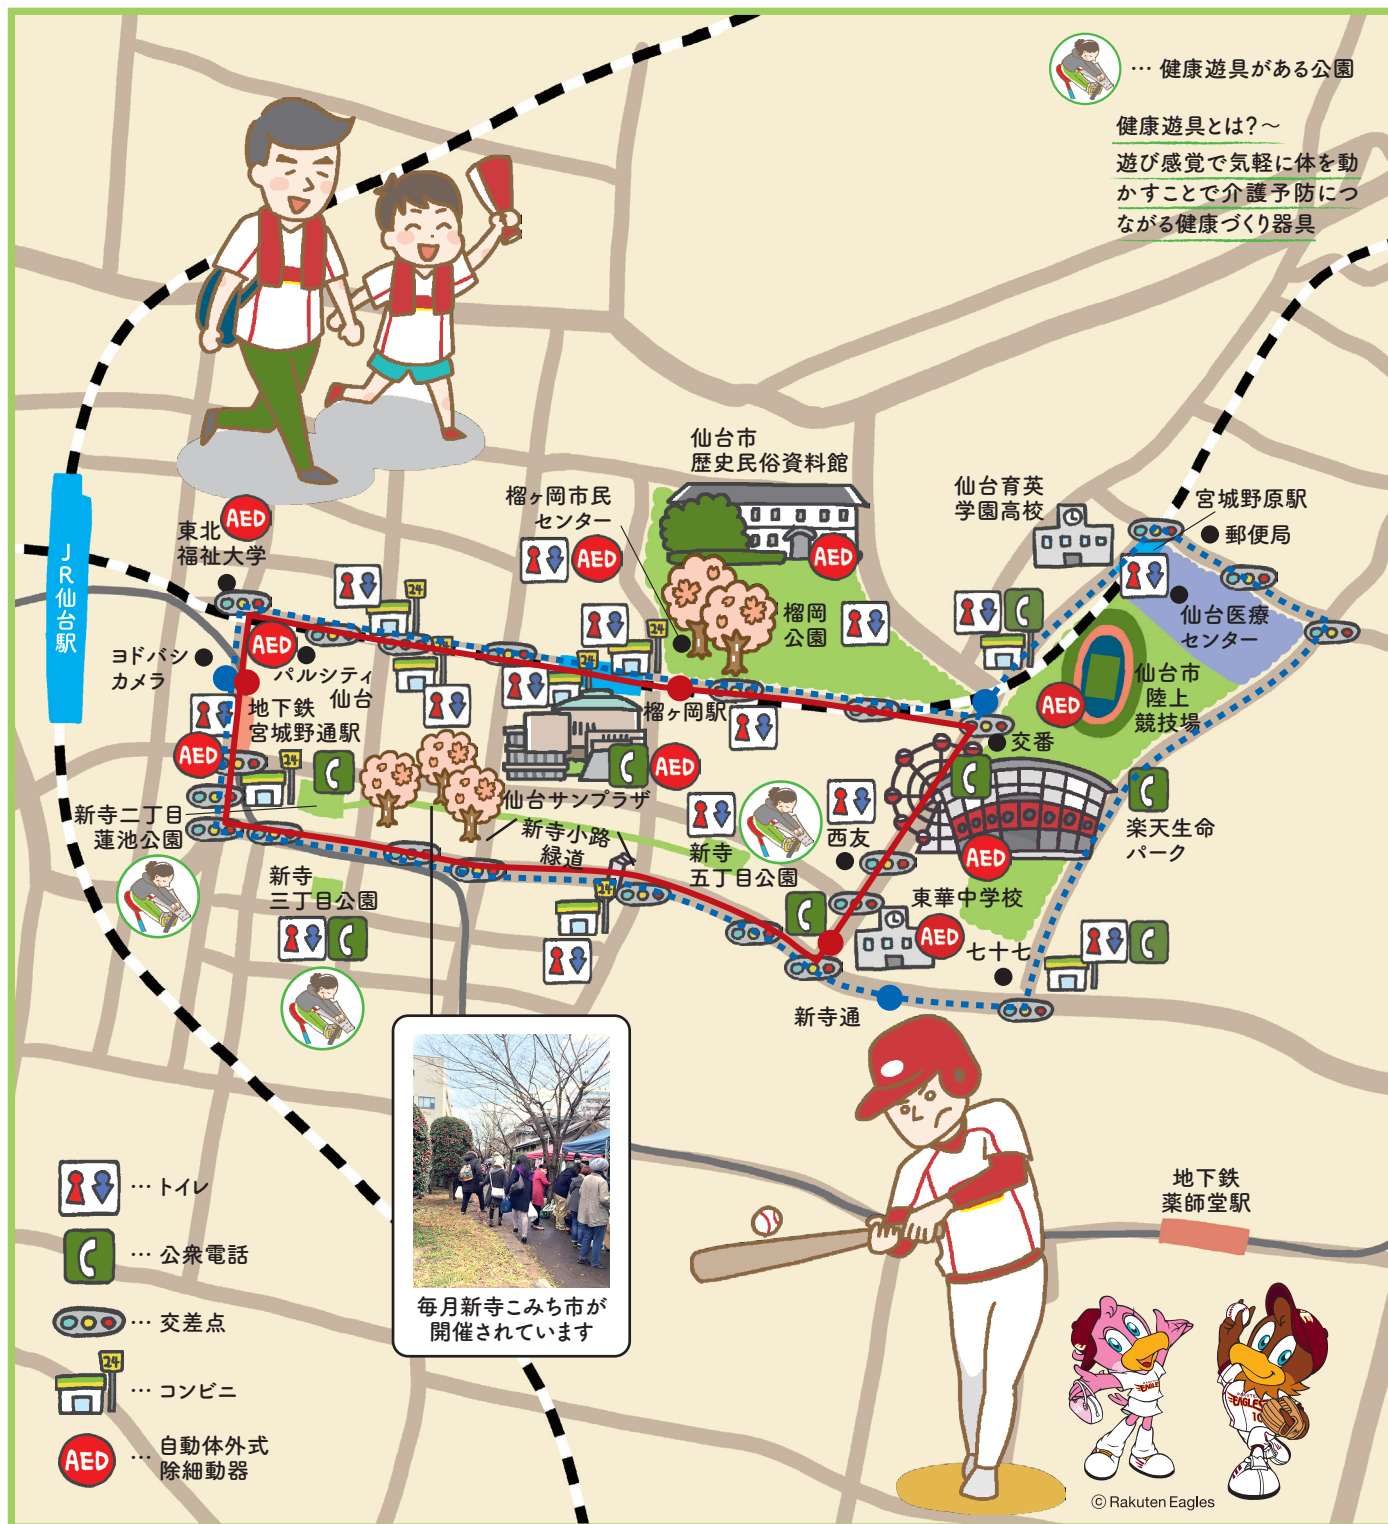 … 健康遊具がある公園
健康遊具とは?～
遊び感覚で気軽に体を動
かすことで介護予防につ
ながる健康づくり器具
仙台市
歴史民俗資料館
榴ヶ岡市民
センター
AED
AED
仙台育英
学園高校
宮城野原駅
郵便局
AED
東北
福祉大学
JR仙台駅
24
榴岡
公園
仙台医療
センター
ヨドバシ
カメラ
AED
パルシティ
仙台
24
24
24
榴ヶ岡駅
仙台市
陸上
競技場
AED
地下鉄
宮城野通駅
交番
AED
24
AED
仙台サンプラザ
新寺二丁目
蓮池公園
新寺小路
緑道
新寺
五丁目公園
西友
楽天生命
パーク
AED
新寺
三丁目公園
24
東華中学校
AED
七十七
新寺通
毎月新寺こみち市が
開催されています
… トイレ
… 公衆電話
… 交差点
24
… コンビニ
AED
… 自動体外式
除細動器
地下鉄
薬師堂駅
EAGLES
EAGLES
10
© Rakuten Eagles